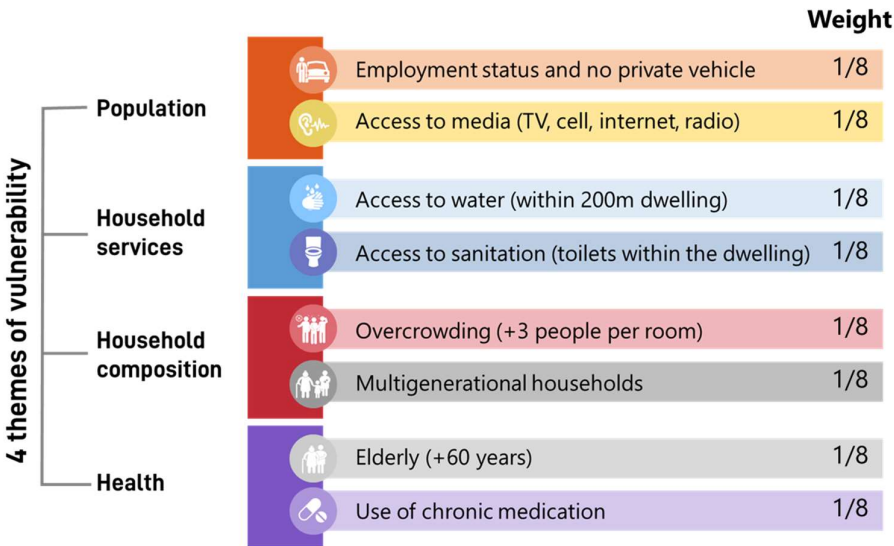 Weight
4 themes of vulnerability
Population
Employment status and no private vehicle 1/8
Access to media (TV, cell, internet, radio) 1/8
Household
services
Access to water (within 200m dwelling) 1/8
Access to sanitation (toilets within the dwelling) 1/8
Household
composition
Overcrowding (+3 people per room) 1/8
Multigenerational households 1/8
Health
Elderly (+60 years) 1/8
Use of chronic medication 1/8